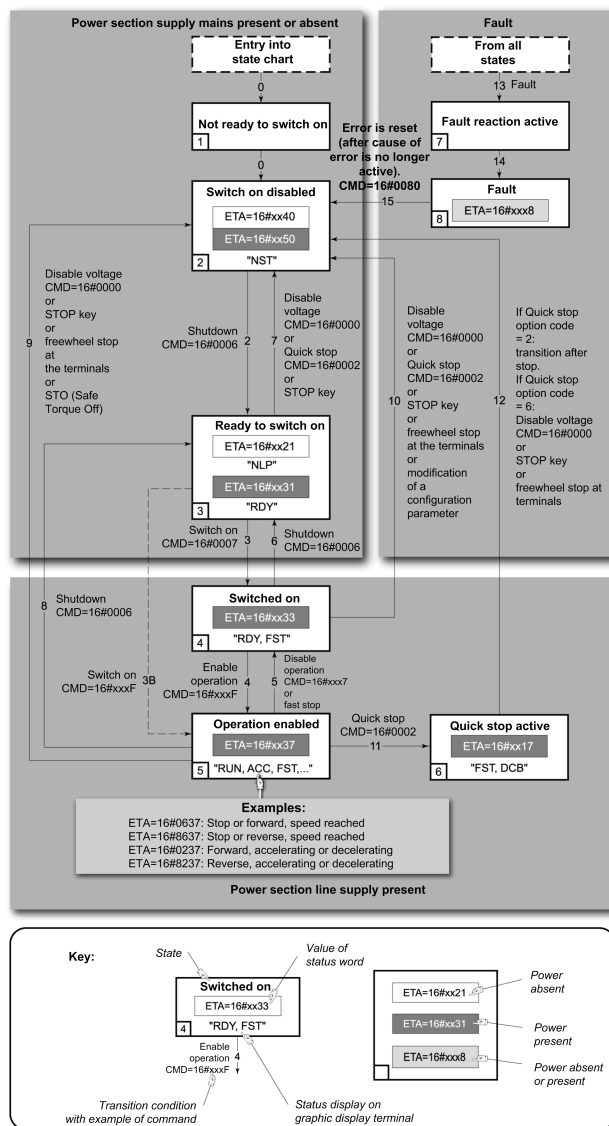 Power section supply mains present or absent
Fault
Entry into
state chart
From all
states
0
13 Fault
Not ready to switch on
1
Fault reaction active
7
Error is reset
(after cause of
error is no longer
active).
CMD=16#0080
0
14
15
Switch on disabled
ETA=16#xx40
ETA=16#xx50
2
"NST"
Fault
ETA=16#xxx8
8
9
Disable voltage
CMD=16#0000
or
STOP key
or
freewheel stop
at
the terminals
or
STO (Safe
Torque Off)
Shutdown
CMD=16#0006
2
7
Disable
voltage
CMD=16#0000
or
Quick stop
CMD=16#0002
or
STOP key
10
Disable
voltage
CMD=16#0000
or
Quick stop
CMD=16#0002
or
STOP key
or
freewheel stop
at the terminals
or
modification
of a
configuration
parameter
12
If Quick stop
option code
= 2:
transition after
stop.
If Quick stop
option code
= 6:
Disable voltage
CMD=16#0000
or
STOP key
or
freewheel stop at
terminals
Ready to switch on
ETA=16#xx21
"NLP"
ETA=16#xx31
3
"RDY"
Switch on
CMD=16#0007
3
6
Shutdown
CMD=16#0006
8
Shutdown
CMD=16#0006
Switched on
ETA=16#xx33
4
"RDY, FST"
Switch on
CMD=16#xxxF
3B
Enable
operation
CMD=16#xxxF
4
5
Disable
operation
CMD=16#xxx7
or
fast stop
Operation enabled
ETA=16#xx37
5
"RUN, ACC, FST,..."
Quick stop
CMD=16#0002
11
Quick stop active
ETA=16#xx17
6
"FST, DCB"
Examples:
ETA=16#0637: Stop or forward, speed reached
ETA=16#8637: Stop or reverse, speed reached
ETA=16#0237: Forward, accelerating or decelerating
ETA=16#8237: Reverse, accelerating or decelerating
Power section line supply present
Key:
State
Value of
status word
Switched on
ETA=16#xx33
4
"RDY, FST"
Enable
operation
CMD=16#xxxF
4
Transition condition
with example of command
Status display on
graphic display terminal
ETA=16#xx21
Power
absent
ETA=16#xx31
Power
present
ETA=16#xxx8
Power absent
or present